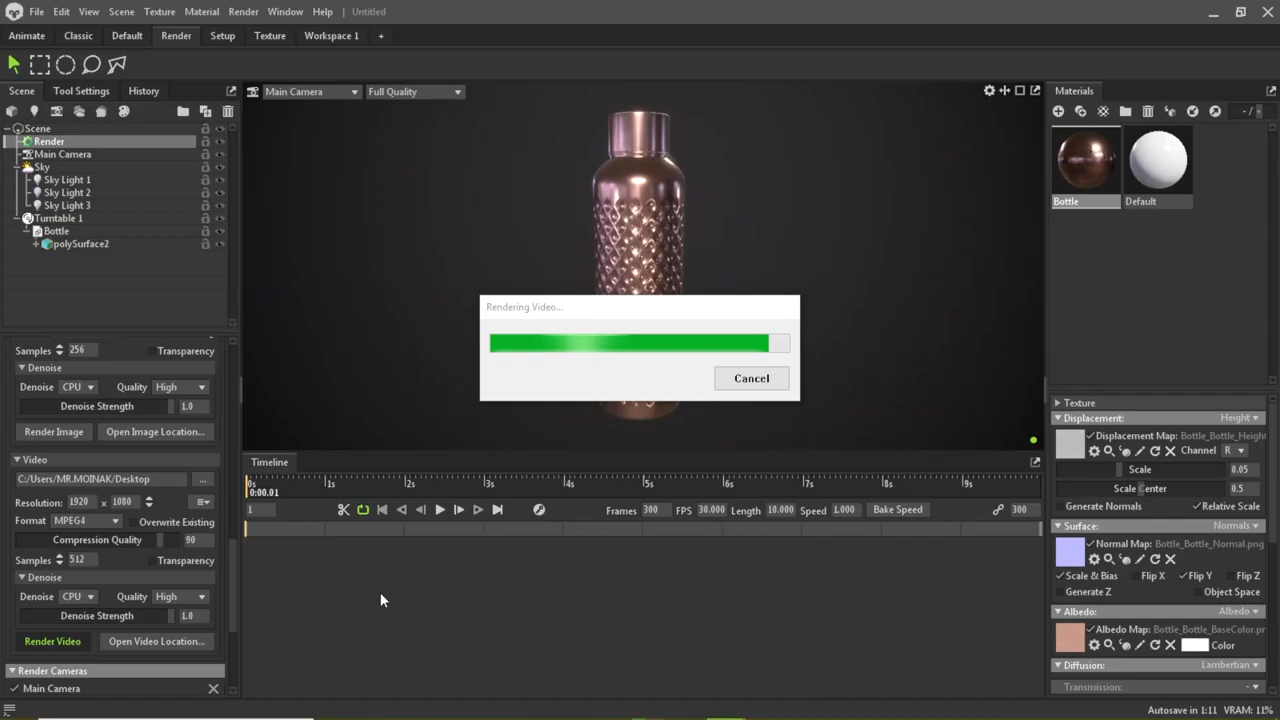 File Edit View Scene Texture Material Render Window Help Untitled
Animate Classic Default Render Setup Texture Workspace 1 +
Scene Tool Settings History
Main Camera Full Quality
Materials
- /
Scene
Render
Main Camera
Sky
Sky Light 1
Sky Light 2
Sky Light 3
Turntable 1
Bottle
polySurface2
Bottle Default
Rendering Video...
Cancel
Samples 256 Transparency
Denoise
Denoise CPU Quality High
Denoise Strength 1.0
Render Image Open Image Location...
Video
C:/Users/MR.MOINAK/Desktop ...
Resolution: 1920 x 1080
Format MPEG4 Overwrite Existing
Compression Quality 90
Samples 512 Transparency
Denoise
Denoise CPU Quality High
Denoise Strength 1.0
Render Video Open Video Location...
Render Cameras
Main Camera
Timeline
0s 1s 2s 3s 4s 5s 6s 7s 8s 9s
0:00.01
1 Frames 300 FPS 30.000 Length 10.000 Speed 1.000 Bake Speed 300
Texture
Displacement: Height
Displacement Map: Bottle_Bottle_Height
Channel R
Scale 0.05
Scale Center 0.5
Generate Normals Relative Scale
Surface: Normals
Normal Map: Bottle_Bottle_Normal.png
Scale & Bias Flip X Flip Y Flip Z
Generate Z Object Space
Albedo: Albedo
Albedo Map: Bottle_Bottle_BaseColor.pr
Color
Diffusion: Lambertian
Transmission: -
Autosave in 1:11 VRAM: 11%